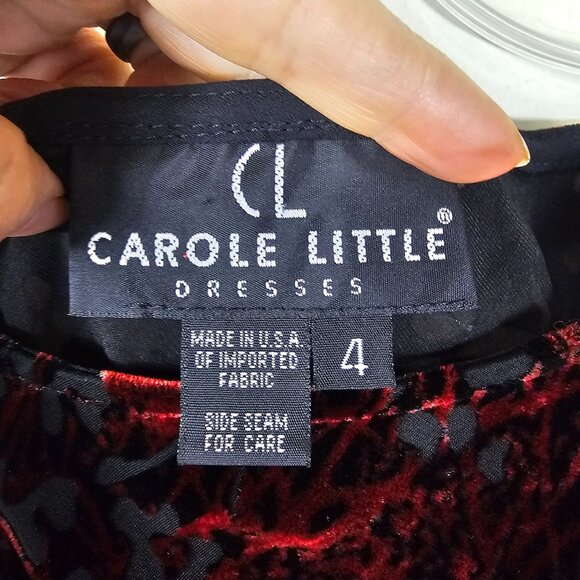 CL
CAROLE LITTLE®
DRESSES
MADE IN U.S.A.
OF IMPORTED
FABRIC
SIDE SEAM
FOR CARE
4